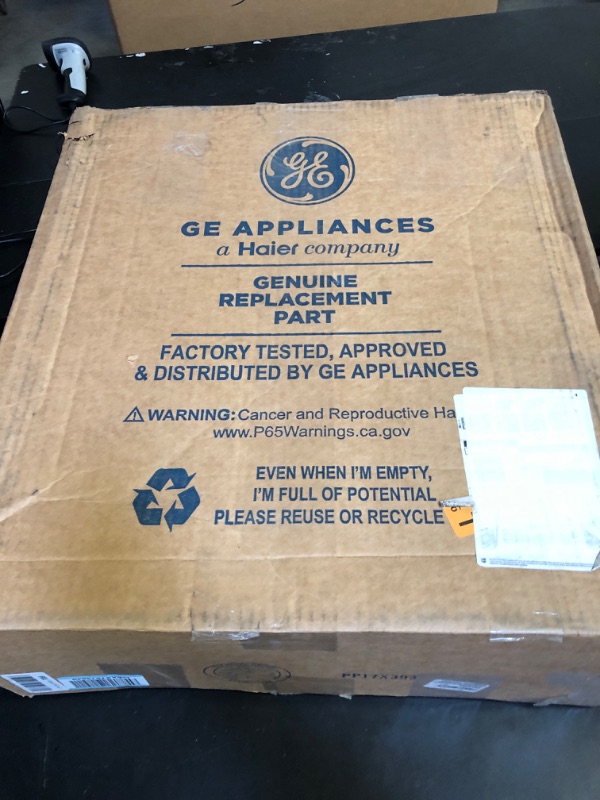 GE
GE APPLIANCES
a Haier company
GENUINE
REPLACEMENT
PART
FACTORY TESTED, APPROVED
& DISTRIBUTED BY GE APPLIANCES
WARNING: Cancer and Reproductive Ha
www.P65Warnings.ca.gov
EVEN WHEN I'M EMPTY,
I'M FULL OF POTENTIAL
PLEASE REUSE OR RECYCLE
PP17X393